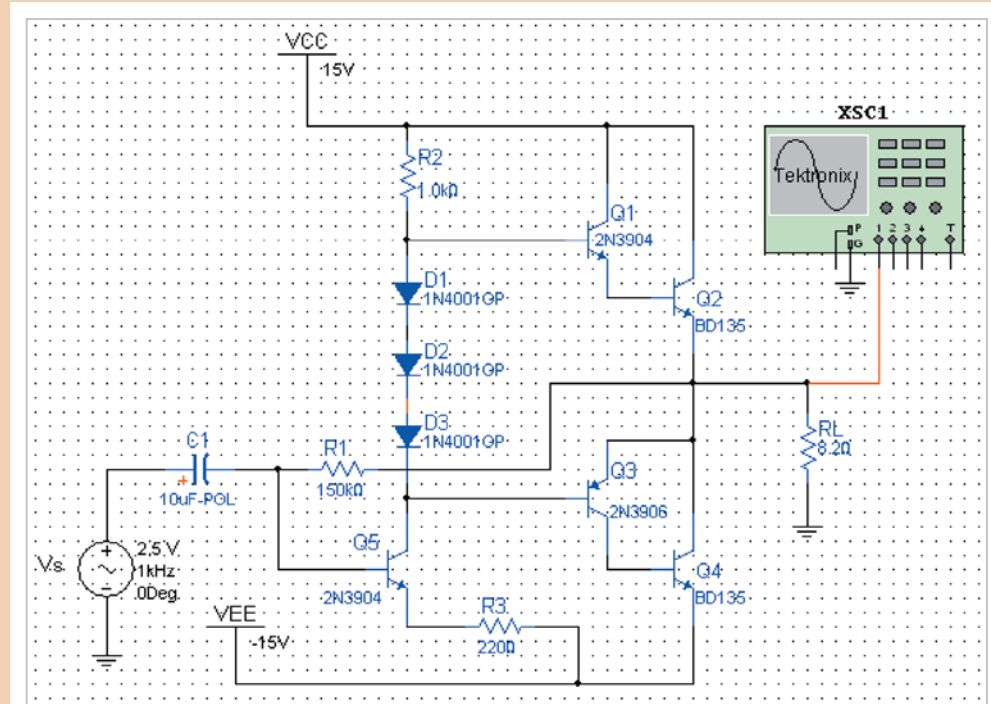 VCC
15V
XSC1
Tektronix
P
G
1 2 3 4
T
R2
1.0kΩ
Q1
2N3904
D1
1N4001GP
Q2
BD135
D2
1N4001GP
D3
1N4001GP
C1
10uF-POL
R1
150kΩ
RL
8.2Ω
Q3
2N3906
Vs
2.5 V
1kHz
0Deg
Q5
2N3904
Q4
BD135
VEE
-15V
R3
220Ω